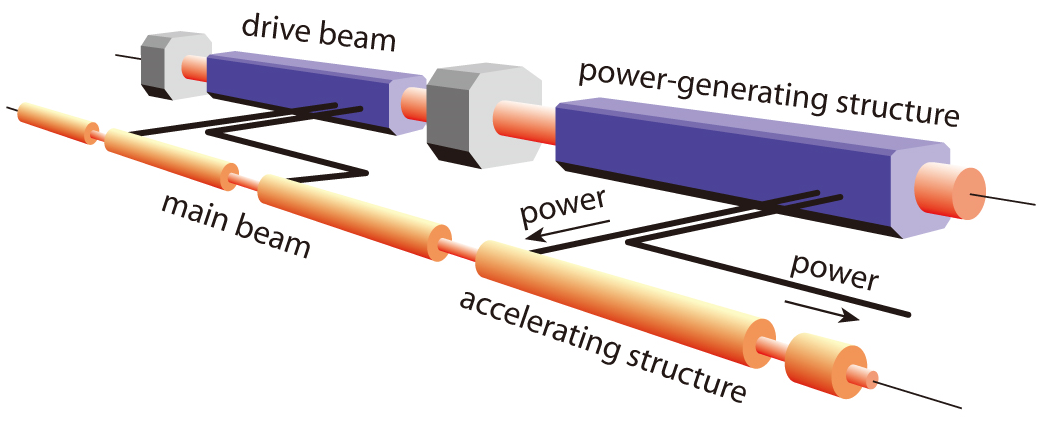 drive beam
power-generating structure
main beam
power
power
accelerating structure